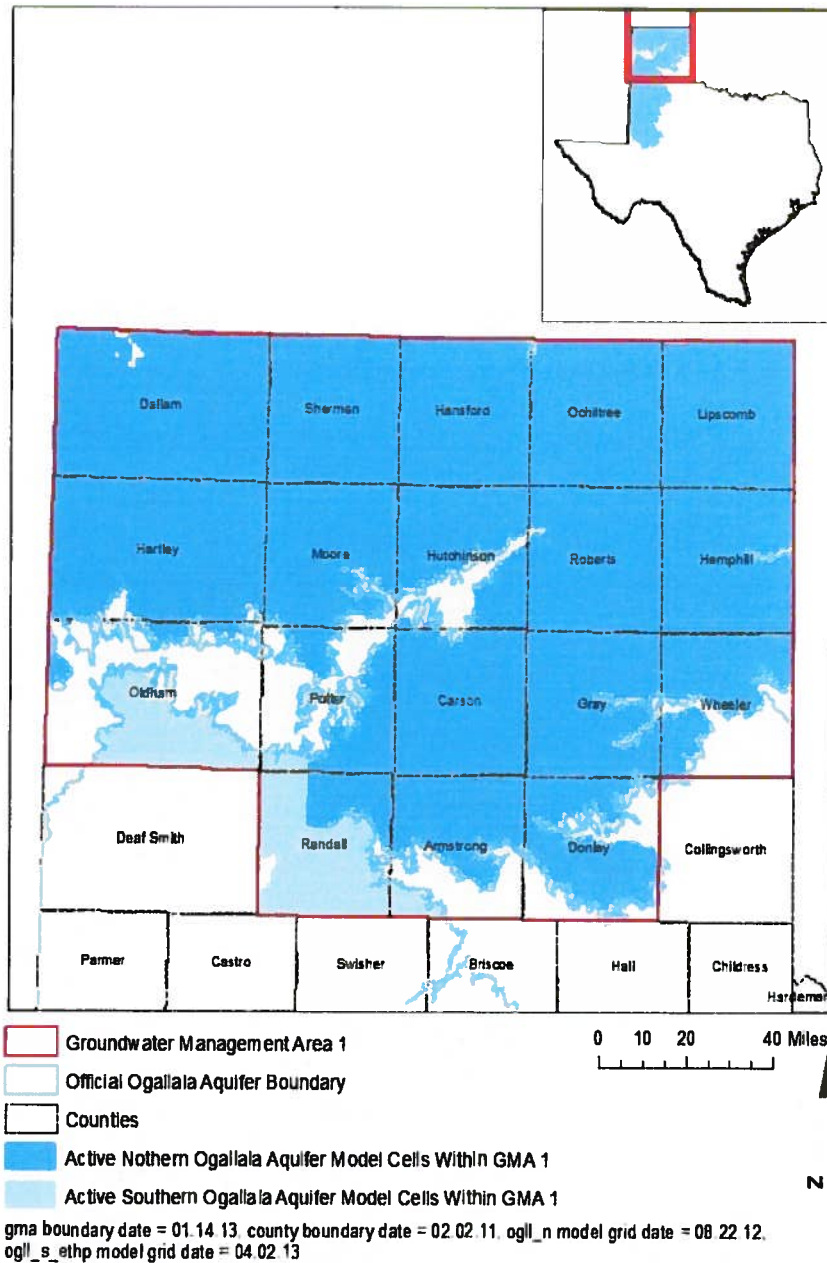 Dallam
Sherman
Hansford
Ochiltree
Lipscomb
Hartley
Moore
Hutchinson
Roberts
Hemphill
Oldham
Potter
Carson
Gray
Wheeler
Deaf Smith
Randall
Armstrong
Donley
Collingsworth
Parmer
Castro
Swisher
Briscoe
Hall
Childress
Hardeman
Groundwater Management Area 1
0 10 20 40 Miles
Official Ogallala Aquifer Boundary
Counties
Active Nothern Ogallala Aquifer Model Cells Within GMA 1
N
Active Southern Ogallala Aquifer Model Cells Within GMA 1
gma boundary date = 01.14.13, county boundary date = 02.02.11, ogll_n model grid date = 08.22.12,
ogll_s_ethp model grid date = 04.02.13